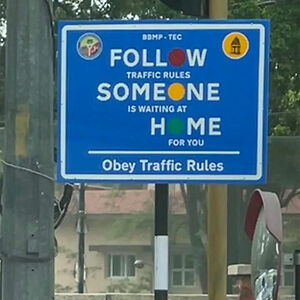 BBMP - TEC
FOLLOW
TRAFFIC RULES
SOMEONE
IS WAITING AT
HOME
FOR YOU
Obey Traffic Rules